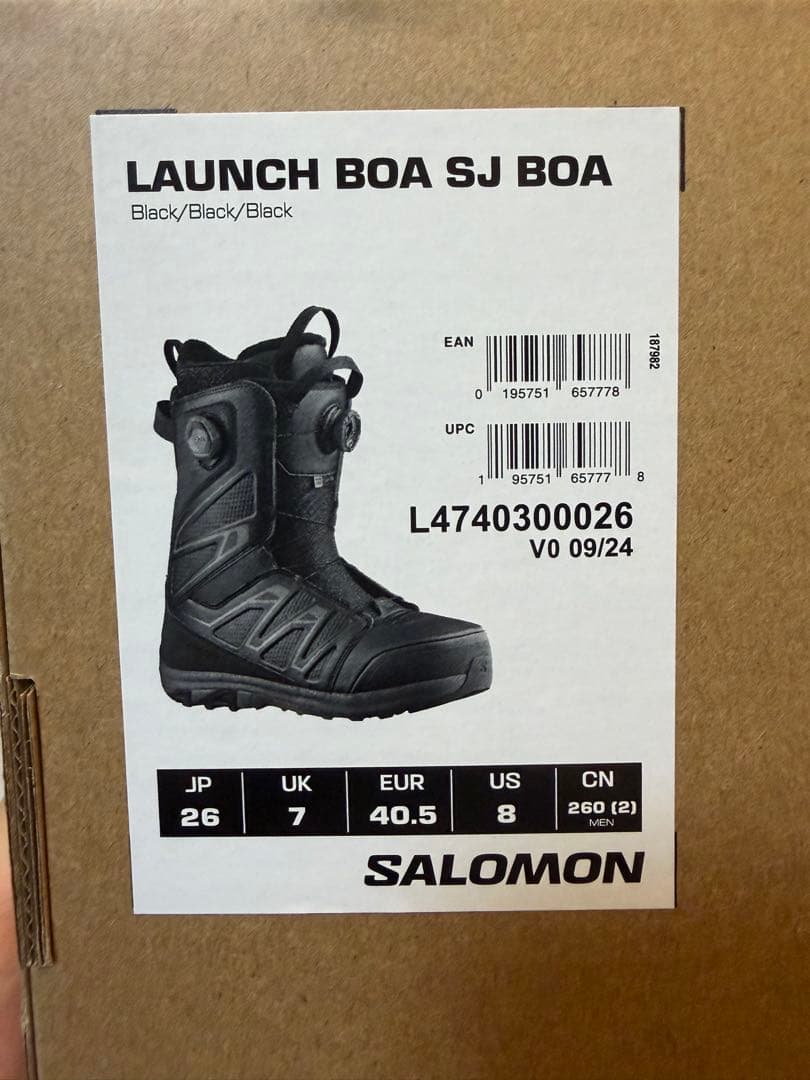 LAUNCH BOA SJ BOA
Black/Black/Black
EAN
187982
0 195751 657778
UPC
1 95751 65777 8
L4740300026
V0 09/24
JP UK EUR US CN
26 7 40.5 8 260 (2)
MEN
SALOMON